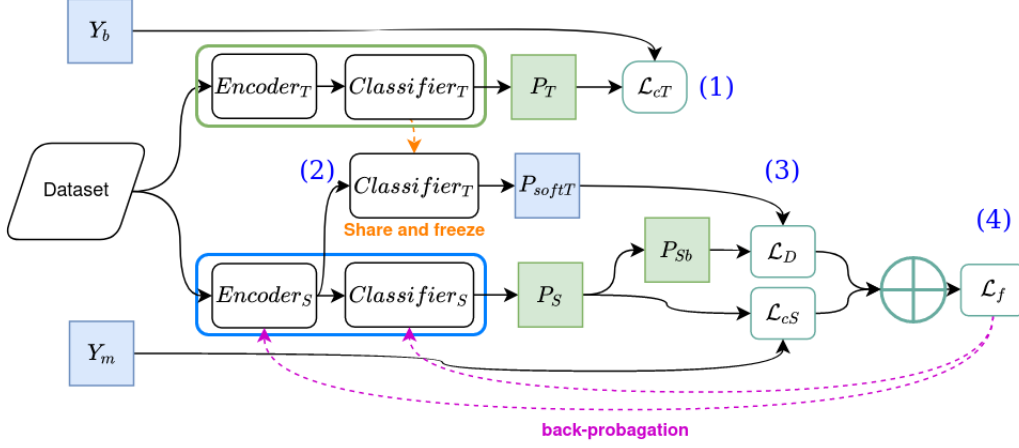 Y_b
Encoder_T
Classifier_T
P_T
ℒ_cT
(1)
Dataset
(2)
Classifier_T
P_softT
(3)
Share and freeze
P_Sb
ℒ_D
(4)
Encoder_S
Classifier_S
P_S
ℒ_cS
ℒ_f
Y_m
back-probagation